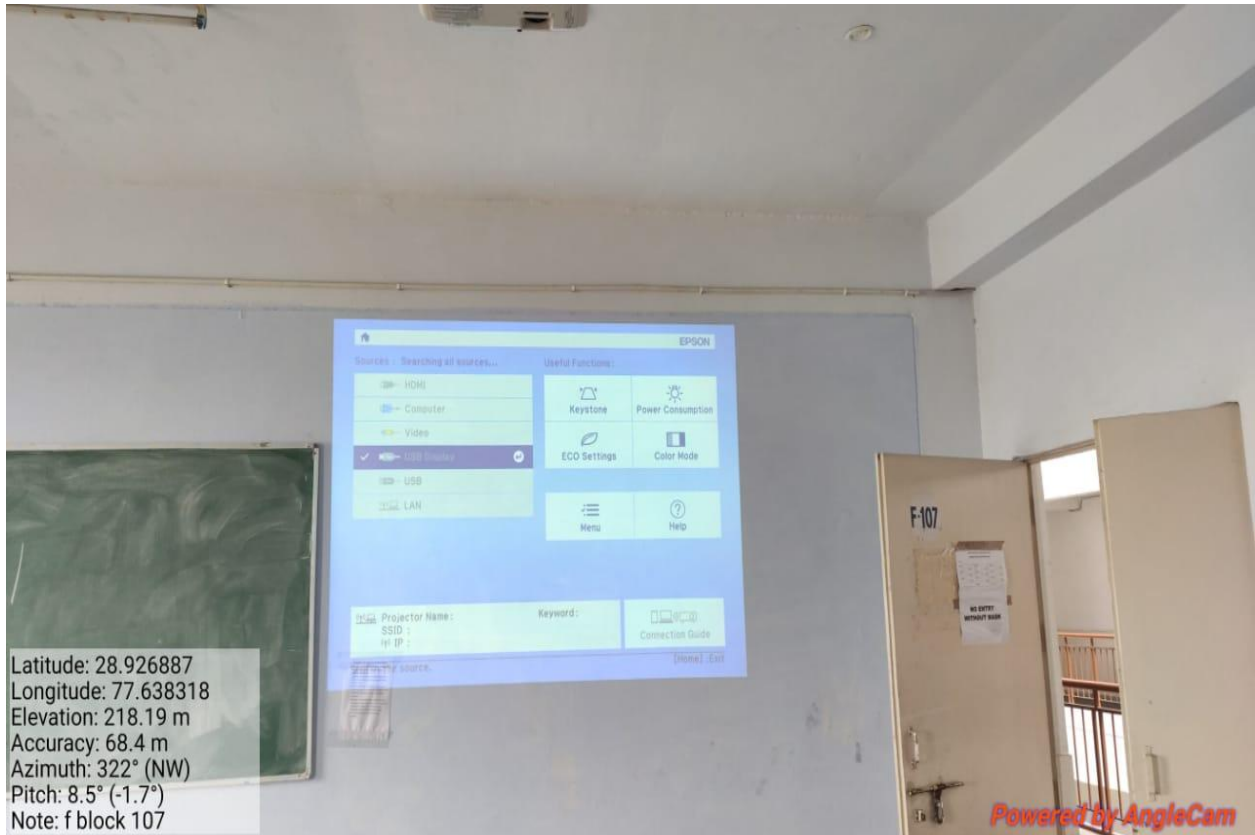 EPSON
Sources : Searching all sources...
Useful Functions:
HDMI
Computer
Video
USB Display
USB
LAN
Keystone
Power Consumption
ECO Settings
Color Mode
Menu
Help
Projector Name:
SSID :
IP :
Keyword:
Connection Guide
source.
[Home] :Exit
F-107
NO ENTRY
WITHOUT MASK
Latitude: 28.926887
Longitude: 77.638318
Elevation: 218.19 m
Accuracy: 68.4 m
Azimuth: 322° (NW)
Pitch: 8.5° (-1.7°)
Note: f block 107
Powered by AngleCam